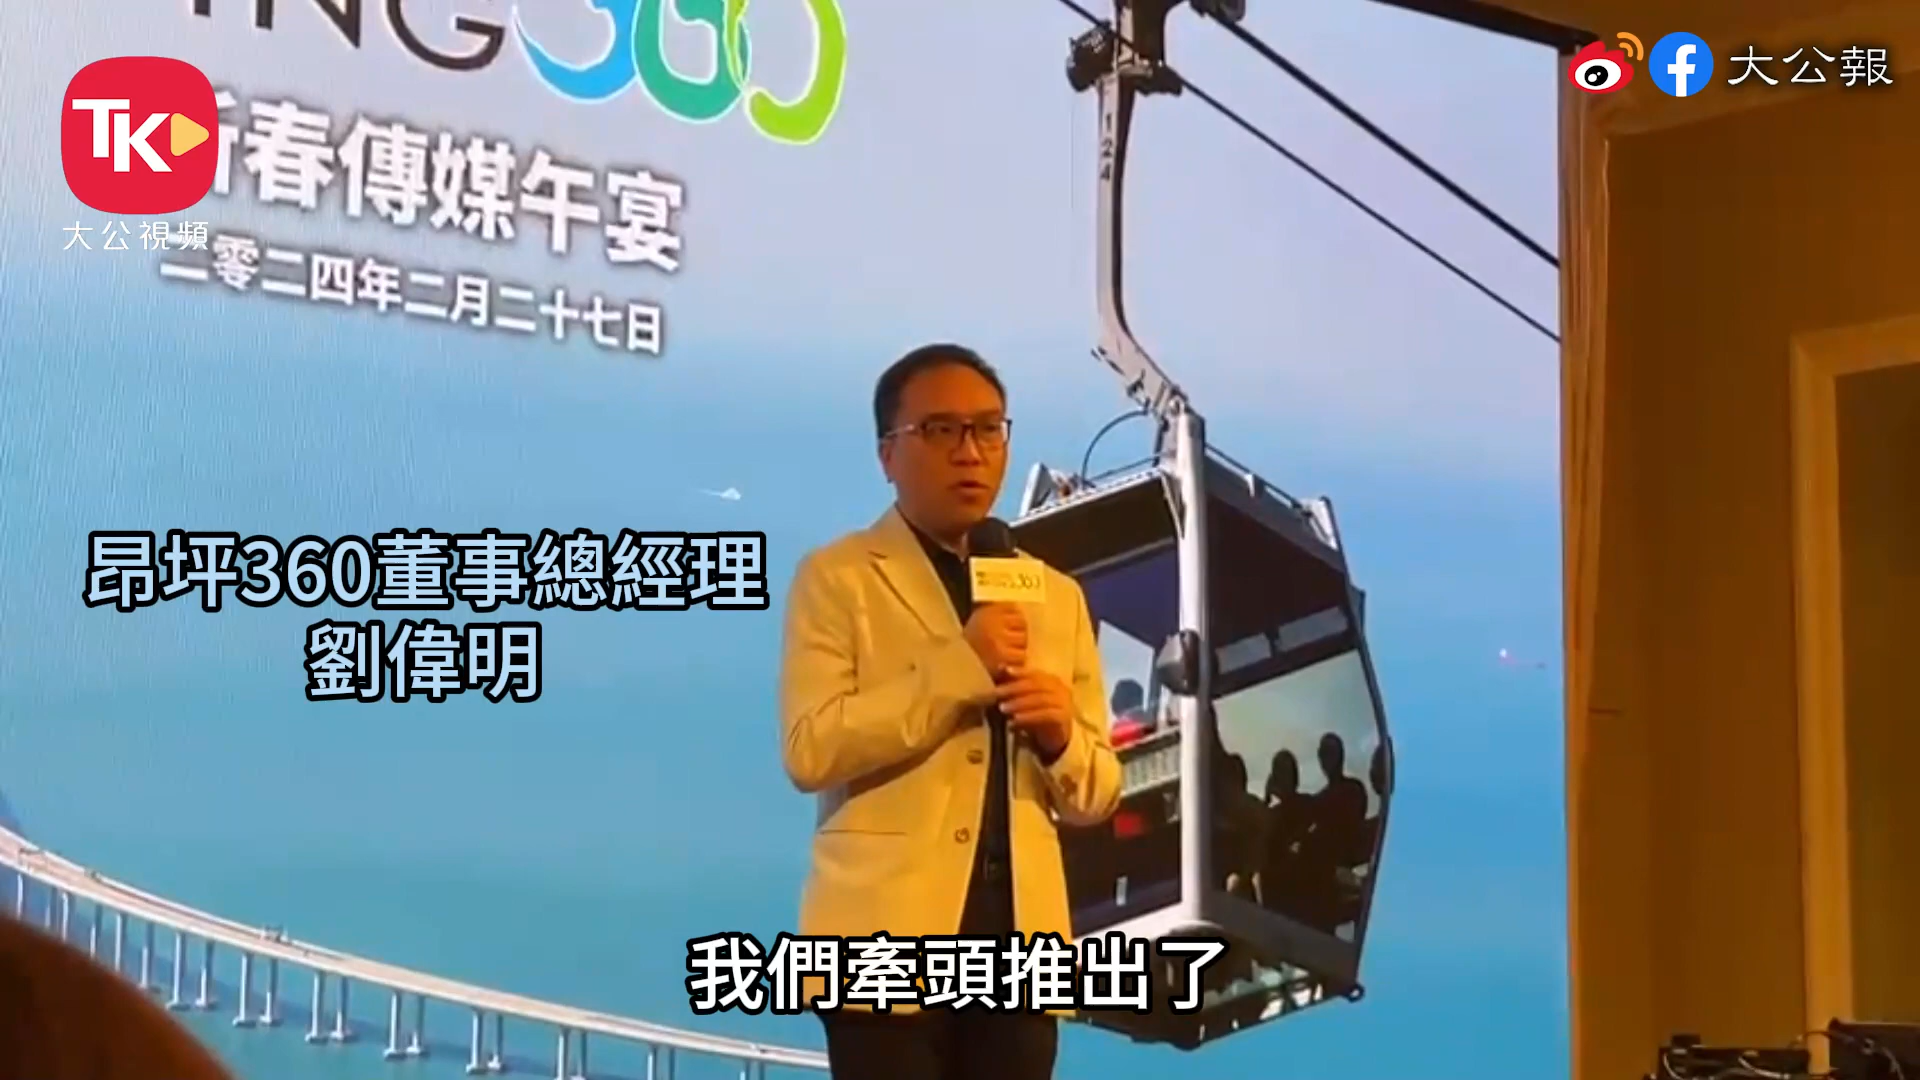 PING360
新春傳媒午宴
二零二四年二月二十七日
TK
大公視頻
大公報
124
昂坪360董事總經理
劉偉明
我們牽頭推出了